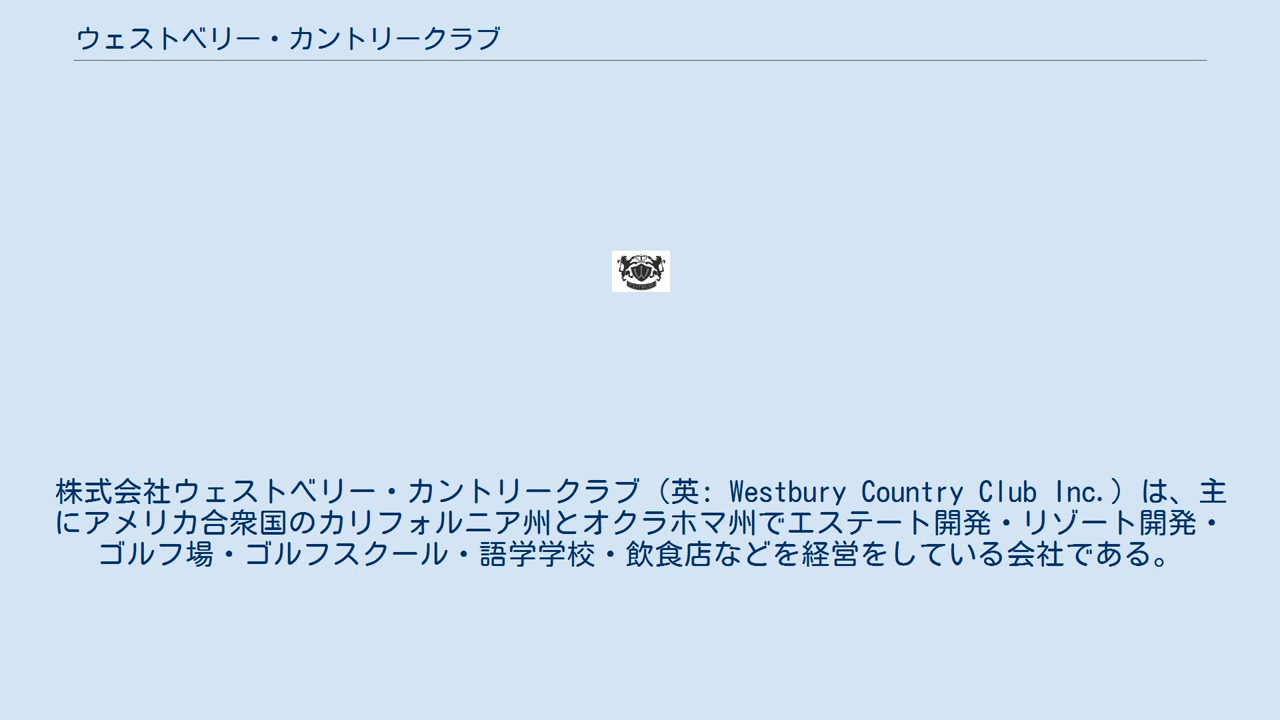 ウェストベリー・カントリークラブ
株式会社ウェストベリー・カントリークラブ（英: Westbury Country Club Inc.）は、主
にアメリカ合衆国のカリフォルニア州とオクラホマ州でエステート開発・リゾート開発・
ゴルフ場・ゴルフスクール・語学学校・飲食店などを経営をしている会社である。